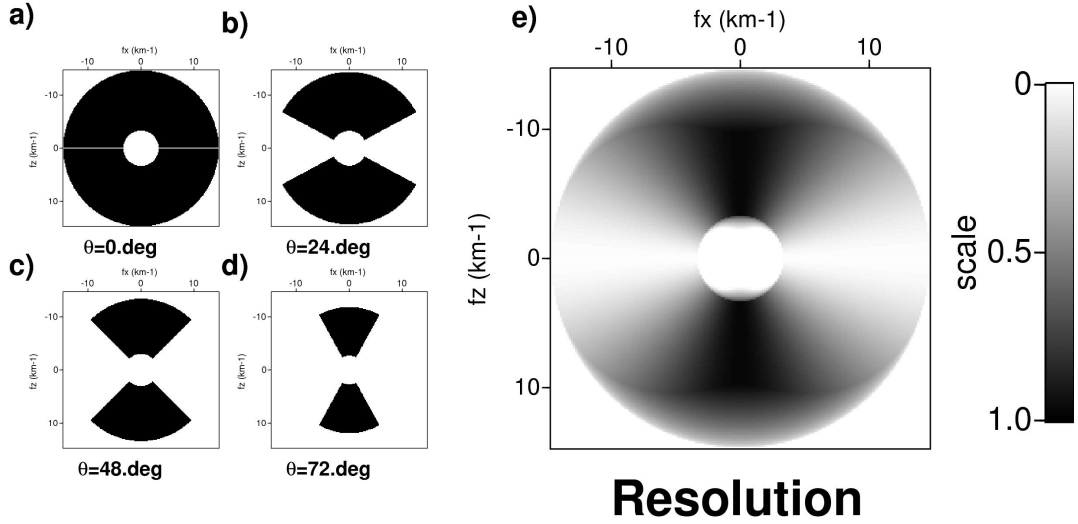 a)
fx (km-1)
-10 0 10
-10
0
10
fz (km-1)
θ=0.deg
b)
fx (km-1)
-10 0 10
-10
0
10
fz (km-1)
θ=24.deg
c)
fx (km-1)
-10 0 10
-10
0
10
fz (km-1)
θ=48.deg
d)
fx (km-1)
-10 0 10
-10
0
10
fz (km-1)
θ=72.deg
e)
fx (km-1)
-10 0 10
-10
0
10
fz (km-1)
Resolution
scale
0
0.5
1.0